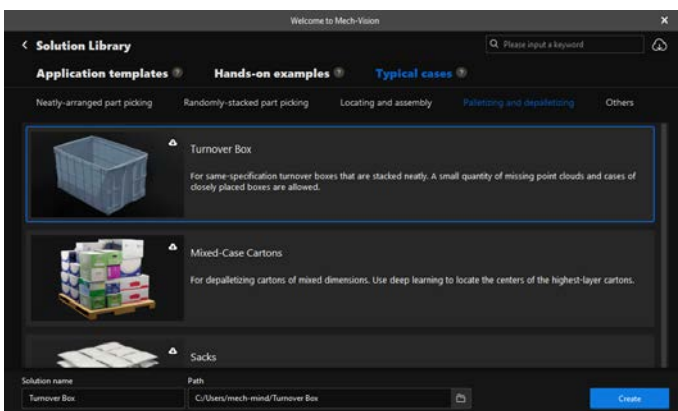 Welcome to Mech-Vision
Solution Library
Please input a keyword
Application templates ?
Hands-on examples ?
Typical cases ?
Neatly-arranged part picking
Randomly-stacked part picking
Locating and assembly
Palletizing and depalletizing
Others
Turnover Box
For same-specification turnover boxes that are stacked neatly. A small quantity of missing point clouds and cases of
closely placed boxes are allowed.
Mixed-Case Cartons
For depalletizing cartons of mixed dimensions. Use deep learning to locate the centers of the highest-layer cartons.
Sacks
Solution name
Path
Turnover Box
C:/Users/mech-mind/Turnover Box
Create